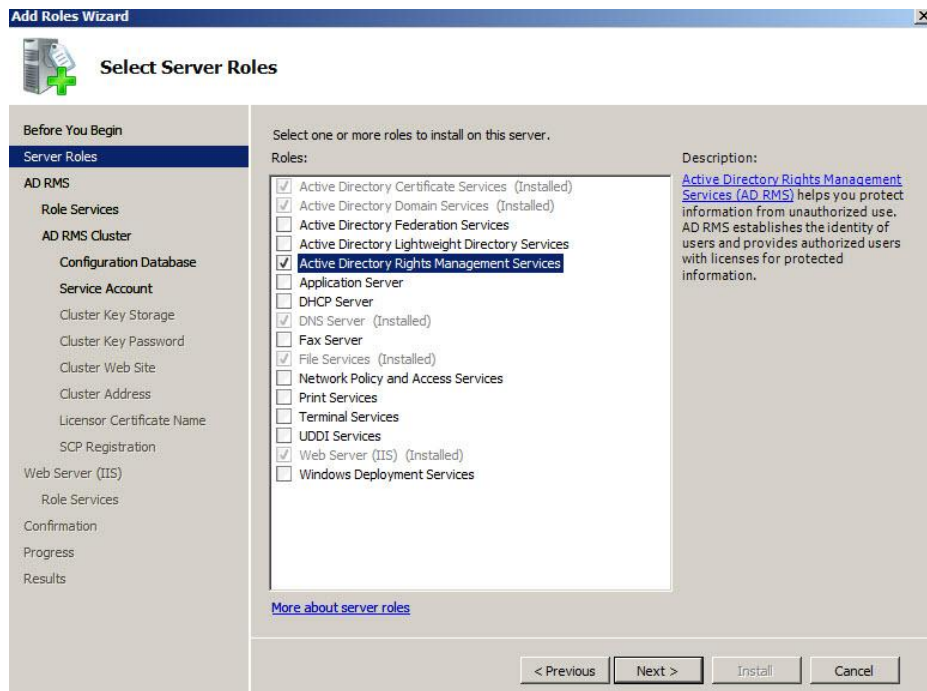 Add Roles Wizard
Select Server Roles
Before You Begin
Server Roles
AD RMS
Role Services
AD RMS Cluster
Configuration Database
Service Account
Cluster Key Storage
Cluster Key Password
Cluster Web Site
Cluster Address
Licensor Certificate Name
SCP Registration
Web Server (IIS)
Role Services
Confirmation
Progress
Results
Select one or more roles to install on this server.
Roles:
Active Directory Certificate Services (Installed)
Active Directory Domain Services (Installed)
Active Directory Federation Services
Active Directory Lightweight Directory Services
Active Directory Rights Management Services
Application Server
DHCP Server
DNS Server (Installed)
Fax Server
File Services (Installed)
Network Policy and Access Services
Print Services
Terminal Services
UDDI Services
Web Server (IIS) (Installed)
Windows Deployment Services
More about server roles
Description:
Active Directory Rights Management
Services (AD RMS) helps you protect
information from unauthorized use.
AD RMS establishes the identity of
users and provides authorized users
with licenses for protected
information.
< Previous
Next >
Install
Cancel